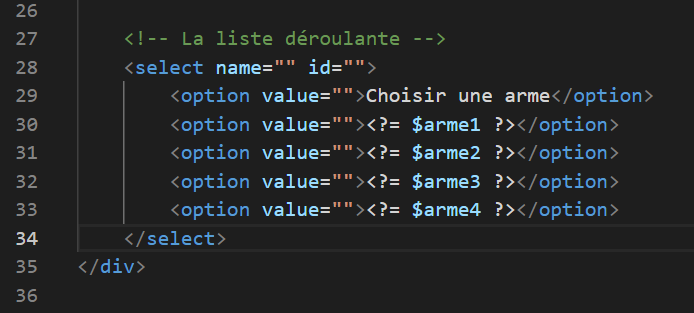 26
27 <!-- La liste déroulante -->
28 <select name="" id="">
29 <option value="">Choisir une arme</option>
30 <option value=""><?= $arme1 ?></option>
31 <option value=""><?= $arme2 ?></option>
32 <option value=""><?= $arme3 ?></option>
33 <option value=""><?= $arme4 ?></option>
34 </select>
35 </div>
36